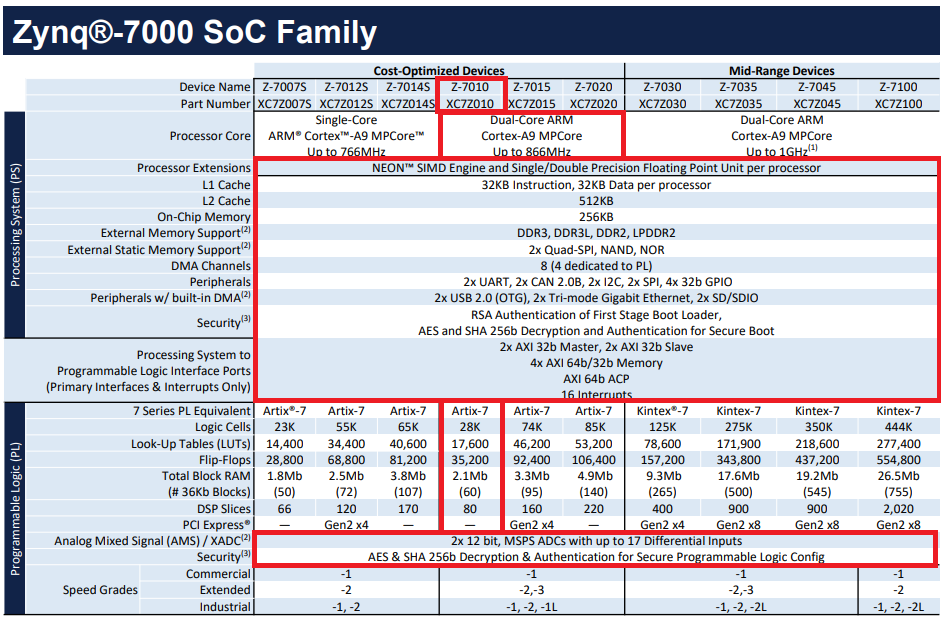 Zynq®-7000 SoC Family
Cost-Optimized Devices Mid-Range Devices
Device Name Z-7007S Z-7012S Z-7014S Z-7010 Z-7015 Z-7020 Z-7030 Z-7035 Z-7045 Z-7100
Part Number XC7Z007S XC7Z012S XC7Z014S XC7Z010 XC7Z015 XC7Z020 XC7Z030 XC7Z035 XC7Z045 XC7Z100
Processing System (PS)
Processor Core
Single-Core
ARM® Cortex™-A9 MPCore™
Up to 766MHz
Dual-Core ARM
Cortex-A9 MPCore
Up to 866MHz
Dual-Core ARM
Cortex-A9 MPCore
Up to 1GHz(1)
Processor Extensions NEON™ SIMD Engine and Single/Double Precision Floating Point Unit per processor
L1 Cache 32KB Instruction, 32KB Data per processor
L2 Cache 512KB
On-Chip Memory 256KB
External Memory Support(2) DDR3, DDR3L, DDR2, LPDDR2
External Static Memory Support(2) 2x Quad-SPI, NAND, NOR
DMA Channels 8 (4 dedicated to PL)
Peripherals 2x UART, 2x CAN 2.0B, 2x I2C, 2x SPI, 4x 32b GPIO
Peripherals w/ built-in DMA(2) 2x USB 2.0 (OTG), 2x Tri-mode Gigabit Ethernet, 2x SD/SDIO
Security(3)
RSA Authentication of First Stage Boot Loader,
AES and SHA 256b Decryption and Authentication for Secure Boot
Processing System to
Programmable Logic Interface Ports
(Primary Interfaces & Interrupts Only)
2x AXI 32b Master, 2x AXI 32b Slave
4x AXI 64b/32b Memory
AXI 64b ACP
16 Interrupts
Programmable Logic (PL)
7 Series PL Equivalent Artix®-7 Artix-7 Artix-7 Artix-7 Artix-7 Artix-7 Kintex®-7 Kintex-7 Kintex-7 Kintex-7
Logic Cells 23K 55K 65K 28K 74K 85K 125K 275K 350K 444K
Look-Up Tables (LUTs) 14,400 34,400 40,600 17,600 46,200 53,200 78,600 171,900 218,600 277,400
Flip-Flops 28,800 68,800 81,200 35,200 92,400 106,400 157,200 343,800 437,200 554,800
Total Block RAM 1.8Mb 2.5Mb 3.8Mb 2.1Mb 3.3Mb 4.9Mb 9.3Mb 17.6Mb 19.2Mb 26.5Mb
(# 36Kb Blocks) (50) (72) (107) (60) (95) (140) (265) (500) (545) (755)
DSP Slices 66 120 170 80 160 220 400 900 900 2,020
PCI Express® — Gen2 x4 — — Gen2 x4 — Gen2 x4 Gen2 x8 Gen2 x8 Gen2 x8
Analog Mixed Signal (AMS) / XADC(2) 2x 12 bit, MSPS ADCs with up to 17 Differential Inputs
Security(3) AES & SHA 256b Decryption & Authentication for Secure Programmable Logic Config
Speed Grades
Commercial -1 -1 -1 -1
Extended -2 -2,-3 -2,-3 -2
Industrial -1, -2 -1, -2, -1L -1, -2, -2L -1, -2, -2L